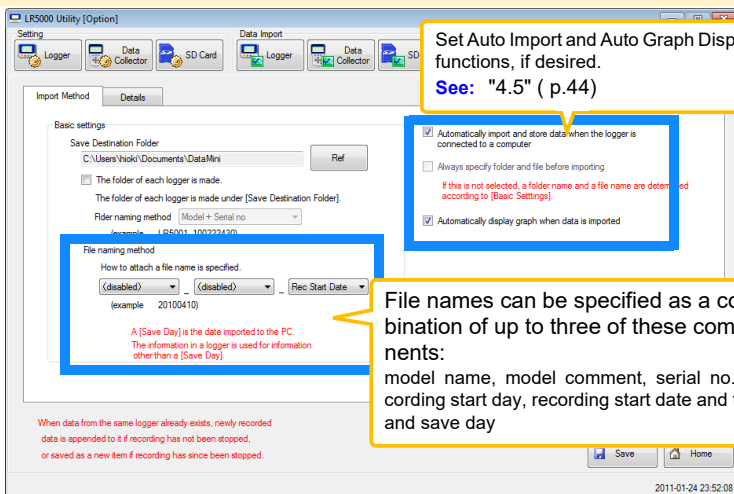 LR5000 Utility [Option]
Setting
Data Import
Logger
Data Collector
SD Card
Logger
Data Collector
SD
Set Auto Import and Auto Graph Disp
functions, if desired.
See: "4.5" ( p.44)
Import Method
Details
Basic settings
Save Destination Folder
C:\Users\hioki\Documents\DataMini
Ref
The folder of each logger is made.
The folder of each logger is made under [Save Destination Folder].
Flder naming method
Model + Serial no
(example LR5001_100222430)
File naming method
How to attach a file name is specified.
(disabled) _ (disabled) _ Rec Start Date
(example 20100410)
A [Save Day] is the date imported to the PC.
The information in a logger is used for information
other than a [Save Day].
Automatically import and store data when the logger is
connected to a computer
Always specify folder and file before importing
If this is not selected, a folder name and a file name are determined
according to [Basic Setttings].
Automatically display graph when data is imported
File names can be specified as a co
bination of up to three of these com
nents:
model name, model comment, serial no.
cording start day, recording start date and
and save day
When data from the same logger already exists, newly recorded
data is appended to it if recording has not been stopped,
or saved as a new item if recording has since been stopped.
Save
Home
2011-01-24 23:52:08